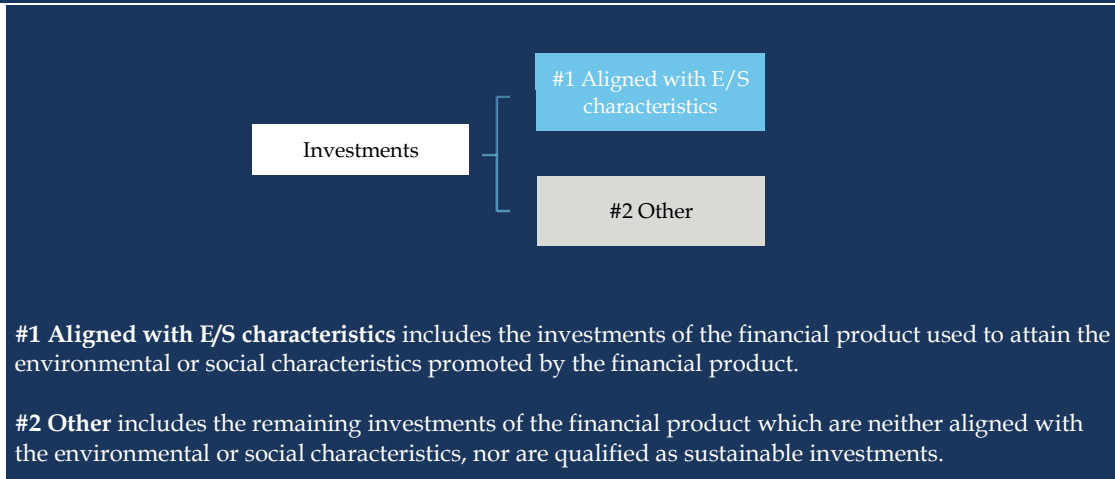 #1 Aligned with E/S
characteristics
Investments
#2 Other
#1 Aligned with E/S characteristics includes the investments of the financial product used to attain the
environmental or social characteristics promoted by the financial product.
#2 Other includes the remaining investments of the financial product which are neither aligned with
the environmental or social characteristics, nor are qualified as sustainable investments.